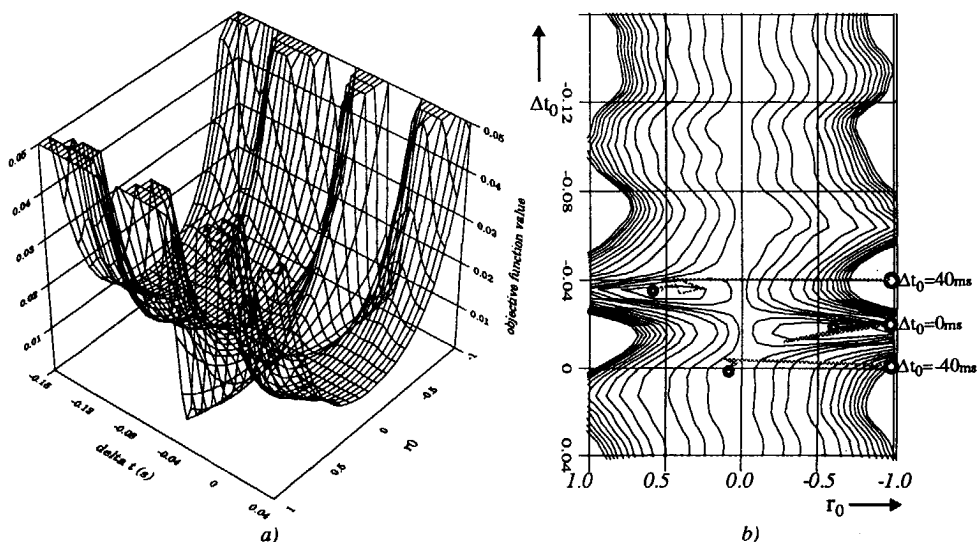 0.05
0.04
0.03
0.02
0.01
0.05
0.04
0.03
0.02
0.01
objective function value
-0.16
-0.12
-0.08
-0.04
0
0.04
delta t (s)
-1
-0.5
0
0.5
1
r0
a)
Δt0
-0.12
-0.08
-0.04
0
0.04
Δt0=40ms
Δt0=0ms
Δt0=-40ms
1.0 0.5 0.0 -0.5 -1.0
r0
b)